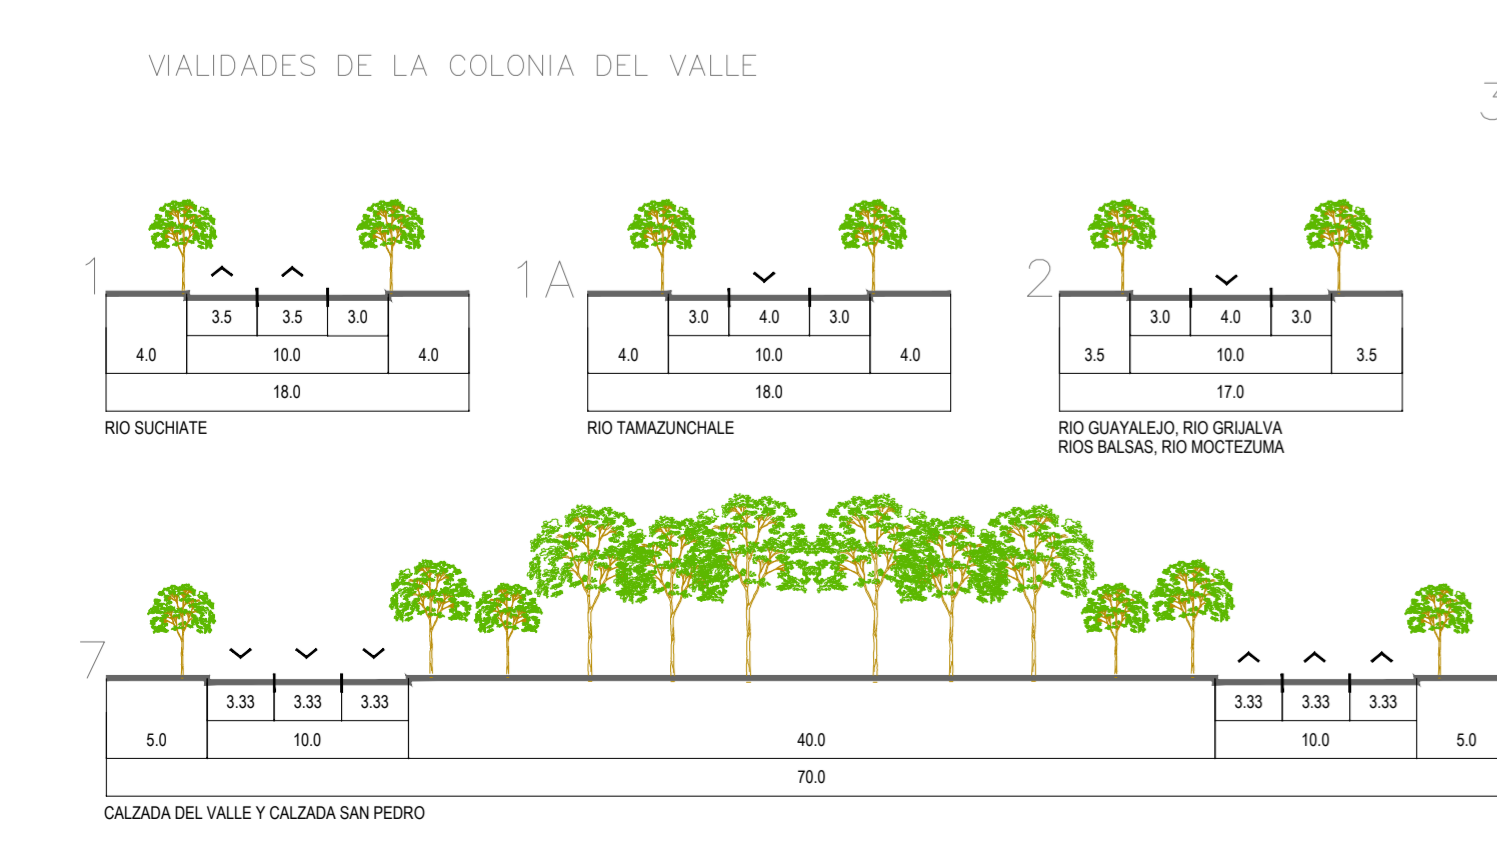 VIALIDADES DE LA COLONIA DEL VALLE
3
1
3.5 3.5 3.0
4.0 10.0 4.0
18.0
RIO SUCHIATE
1A
3.0 4.0 3.0
4.0 10.0 4.0
18.0
RIO TAMAZUNCHALE
2
3.0 4.0 3.0
3.5 10.0 3.5
17.0
RIO GUAYALEJO, RIO GRIJALVA
RIOS BALSAS, RIO MOCTEZUMA
7
3.33 3.33 3.33 3.33 3.33 3.33
5.0 10.0 40.0 10.0 5.0
70.0
CALZADA DEL VALLE Y CALZADA SAN PEDRO